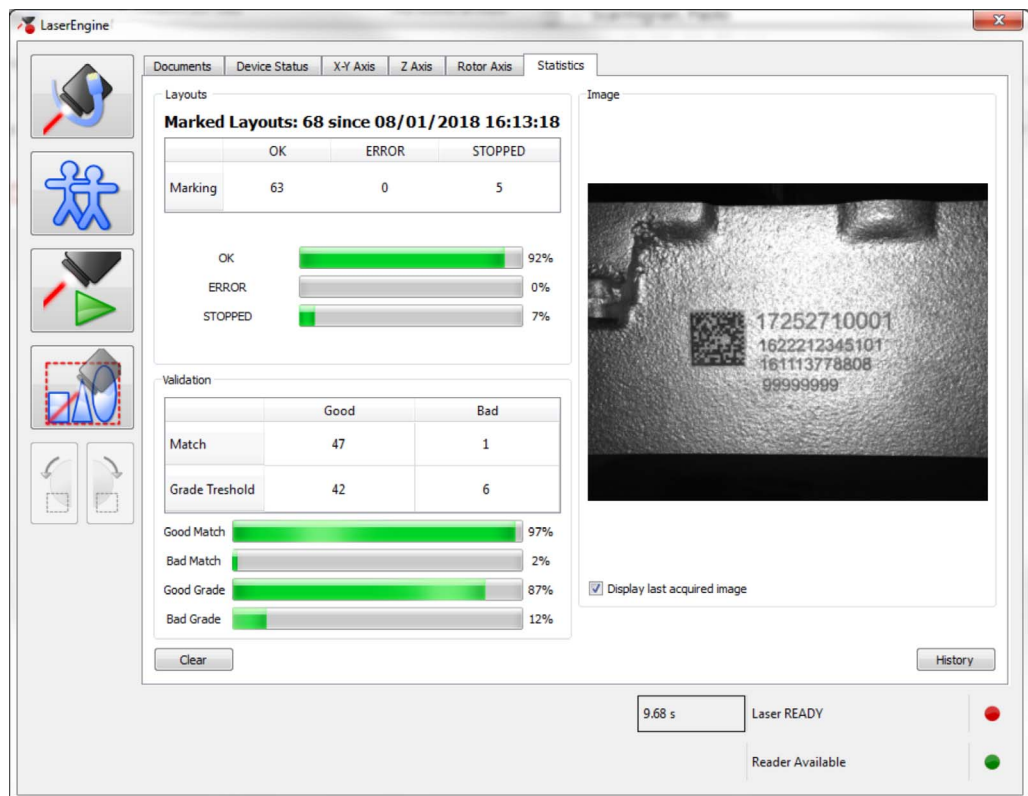 LaserEngine
Documents Device Status X-Y Axis Z Axis Rotor Axis Statistics
Layouts
Marked Layouts: 68 since 08/01/2018 16:13:18
OK ERROR STOPPED
Marking 63 0 5
OK 92%
ERROR 0%
STOPPED 7%
Validation
Good Bad
Match 47 1
Grade Treshold 42 6
Good Match 97%
Bad Match 2%
Good Grade 87%
Bad Grade 12%
Clear
Image
17252710001
1622212345101
161113778808
99999999
Display last acquired image
History
9.68 s Laser READY
Reader Available